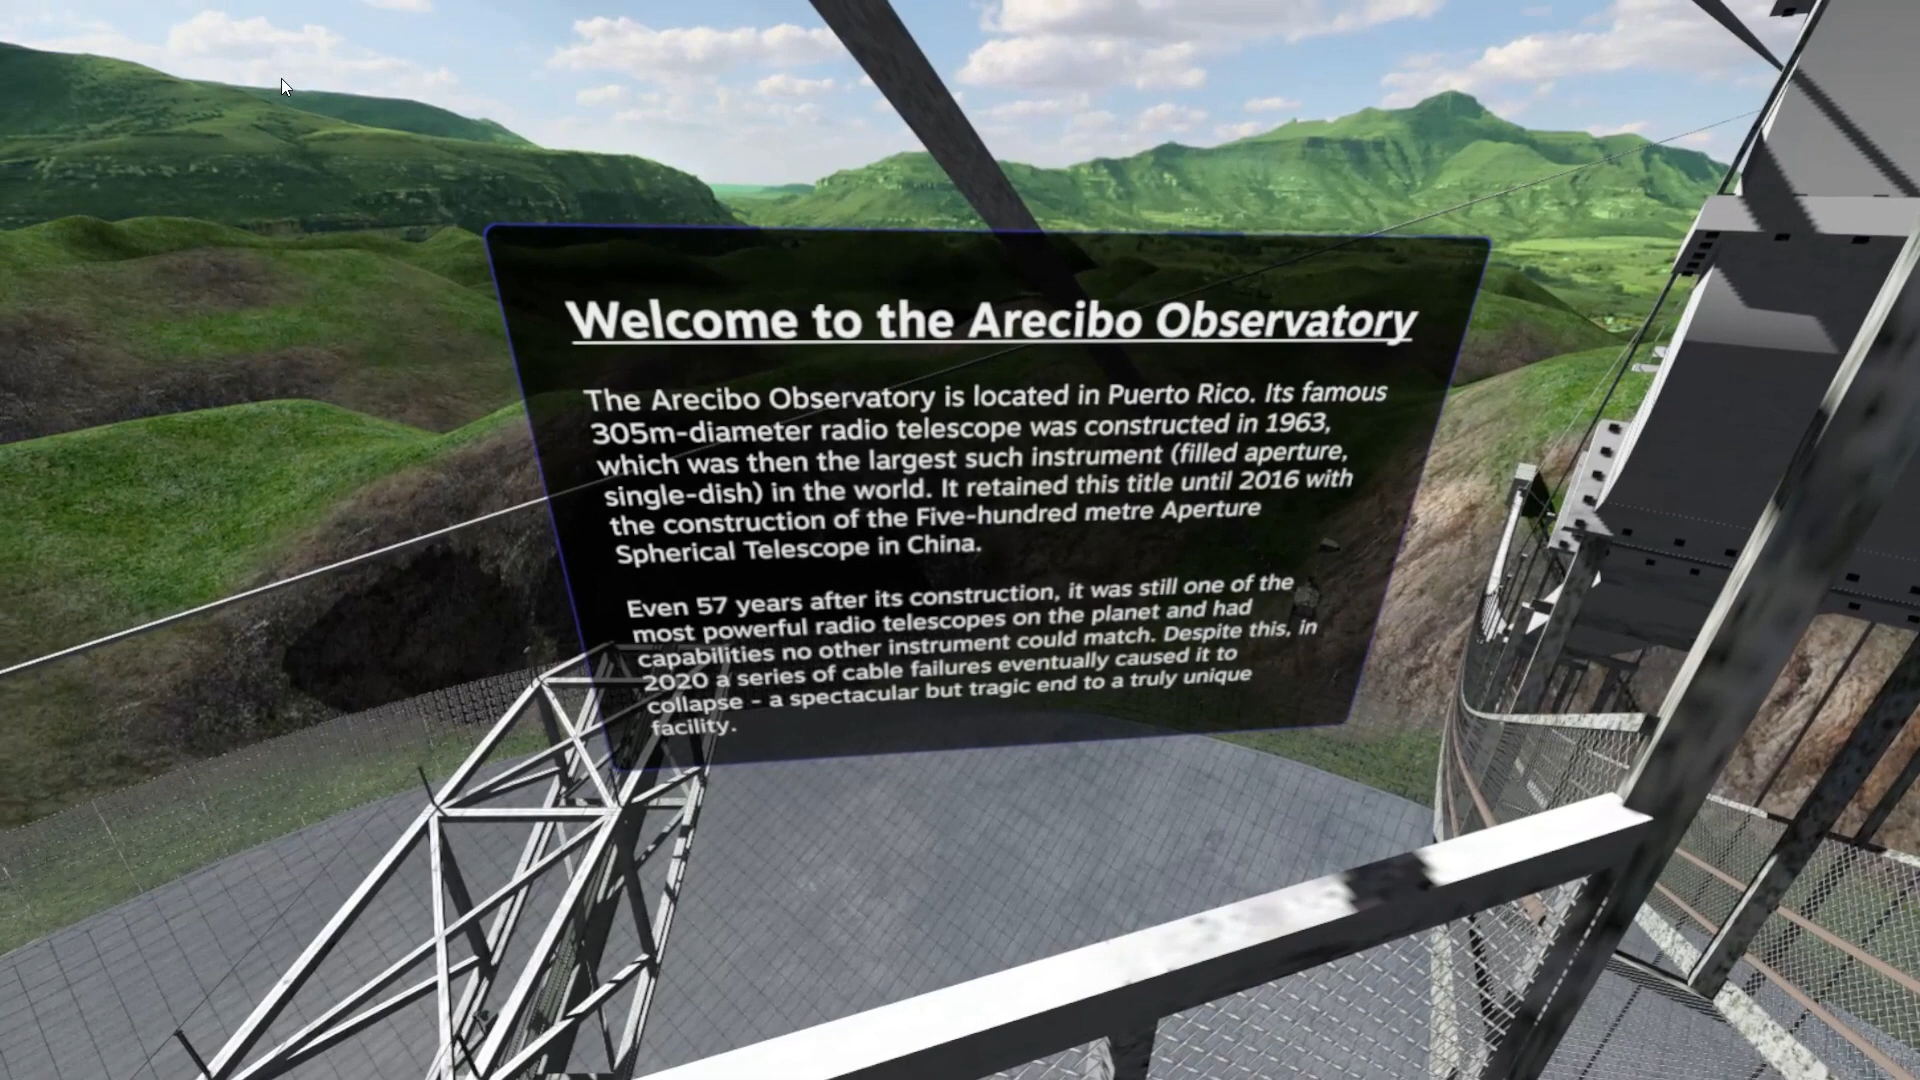 Welcome to the Arecibo Observatory
The Arecibo Observatory is located in Puerto Rico. Its famous
305m-diameter radio telescope was constructed in 1963,
which was then the largest such instrument (filled aperture,
single-dish) in the world. It retained this title until 2016 with
the construction of the Five-hundred metre Aperture
Spherical Telescope in China.
Even 57 years after its construction, it was still one of the
most powerful radio telescopes on the planet and had
capabilities no other instrument could match. Despite this, in
2020 a series of cable failures eventually caused it to
collapse - a spectacular but tragic end to a truly unique
facility.